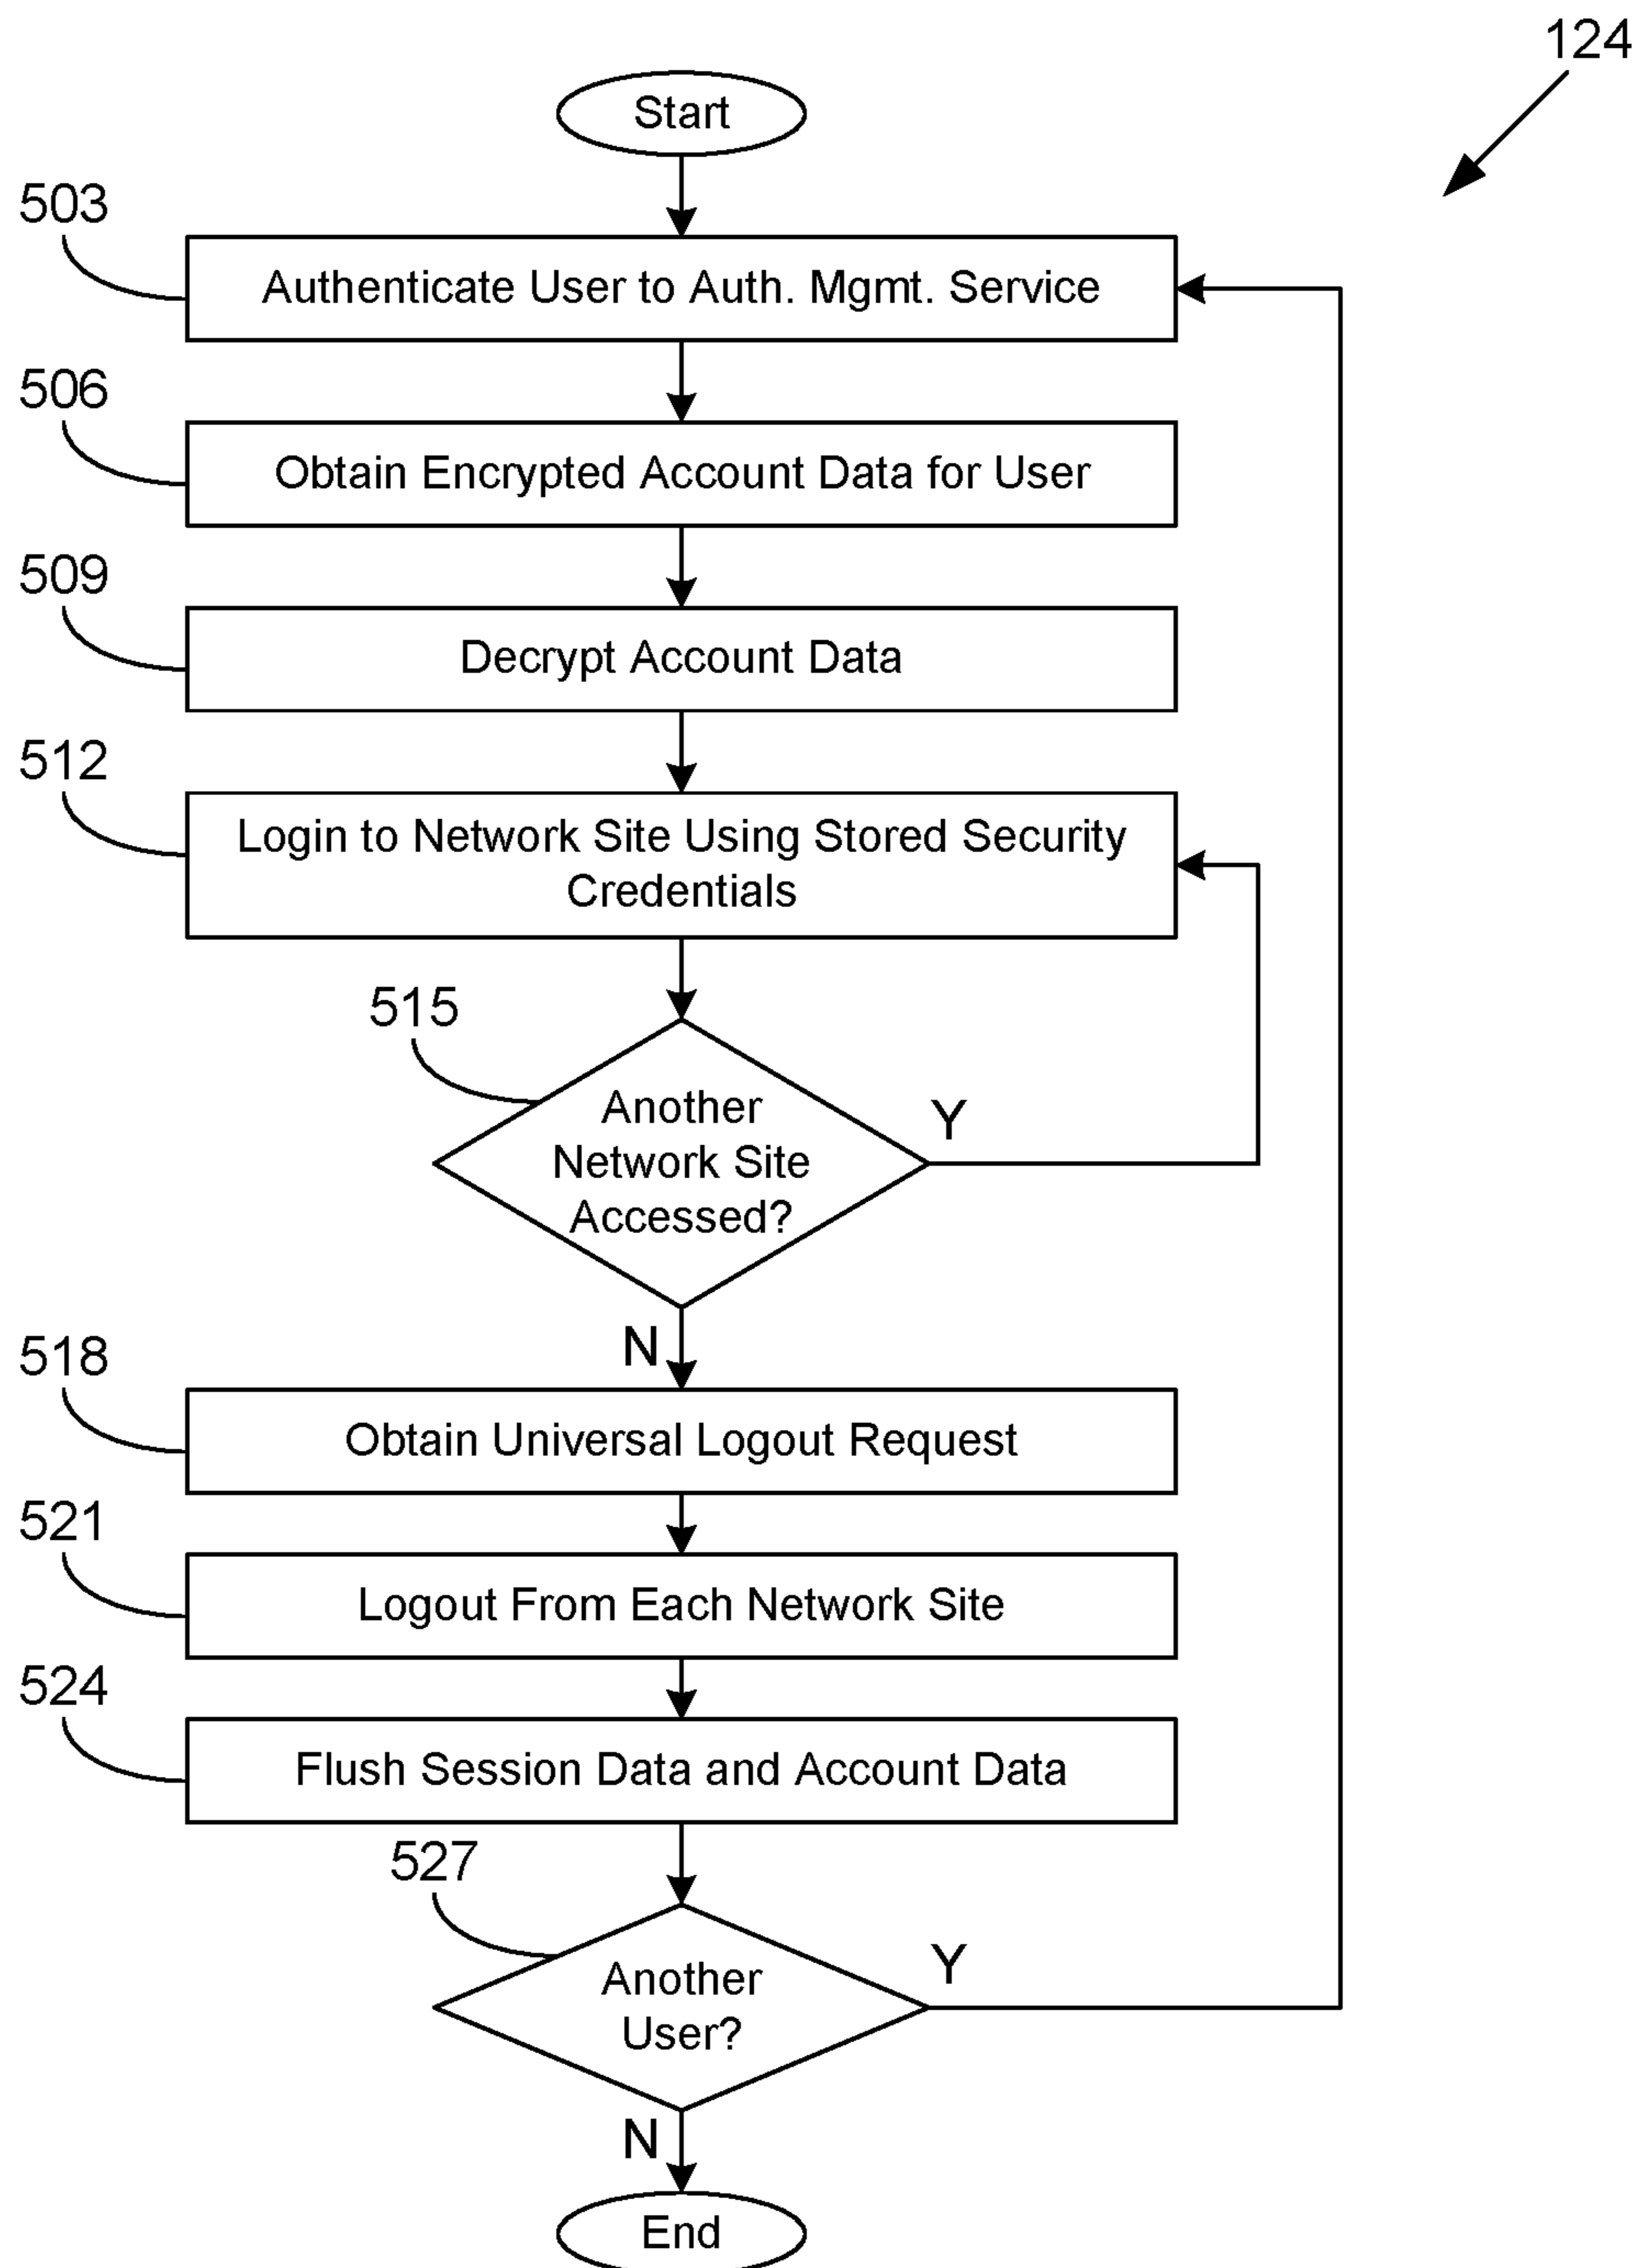 124
Start
503
Authenticate User to Auth. Mgmt. Service
506
Obtain Encrypted Account Data for User
509
Decrypt Account Data
512
Login to Network Site Using Stored Security
Credentials
515
Another
Network Site
Accessed?
Y
N
518
Obtain Universal Logout Request
521
Logout From Each Network Site
524
Flush Session Data and Account Data
527
Another
User?
Y
N
End